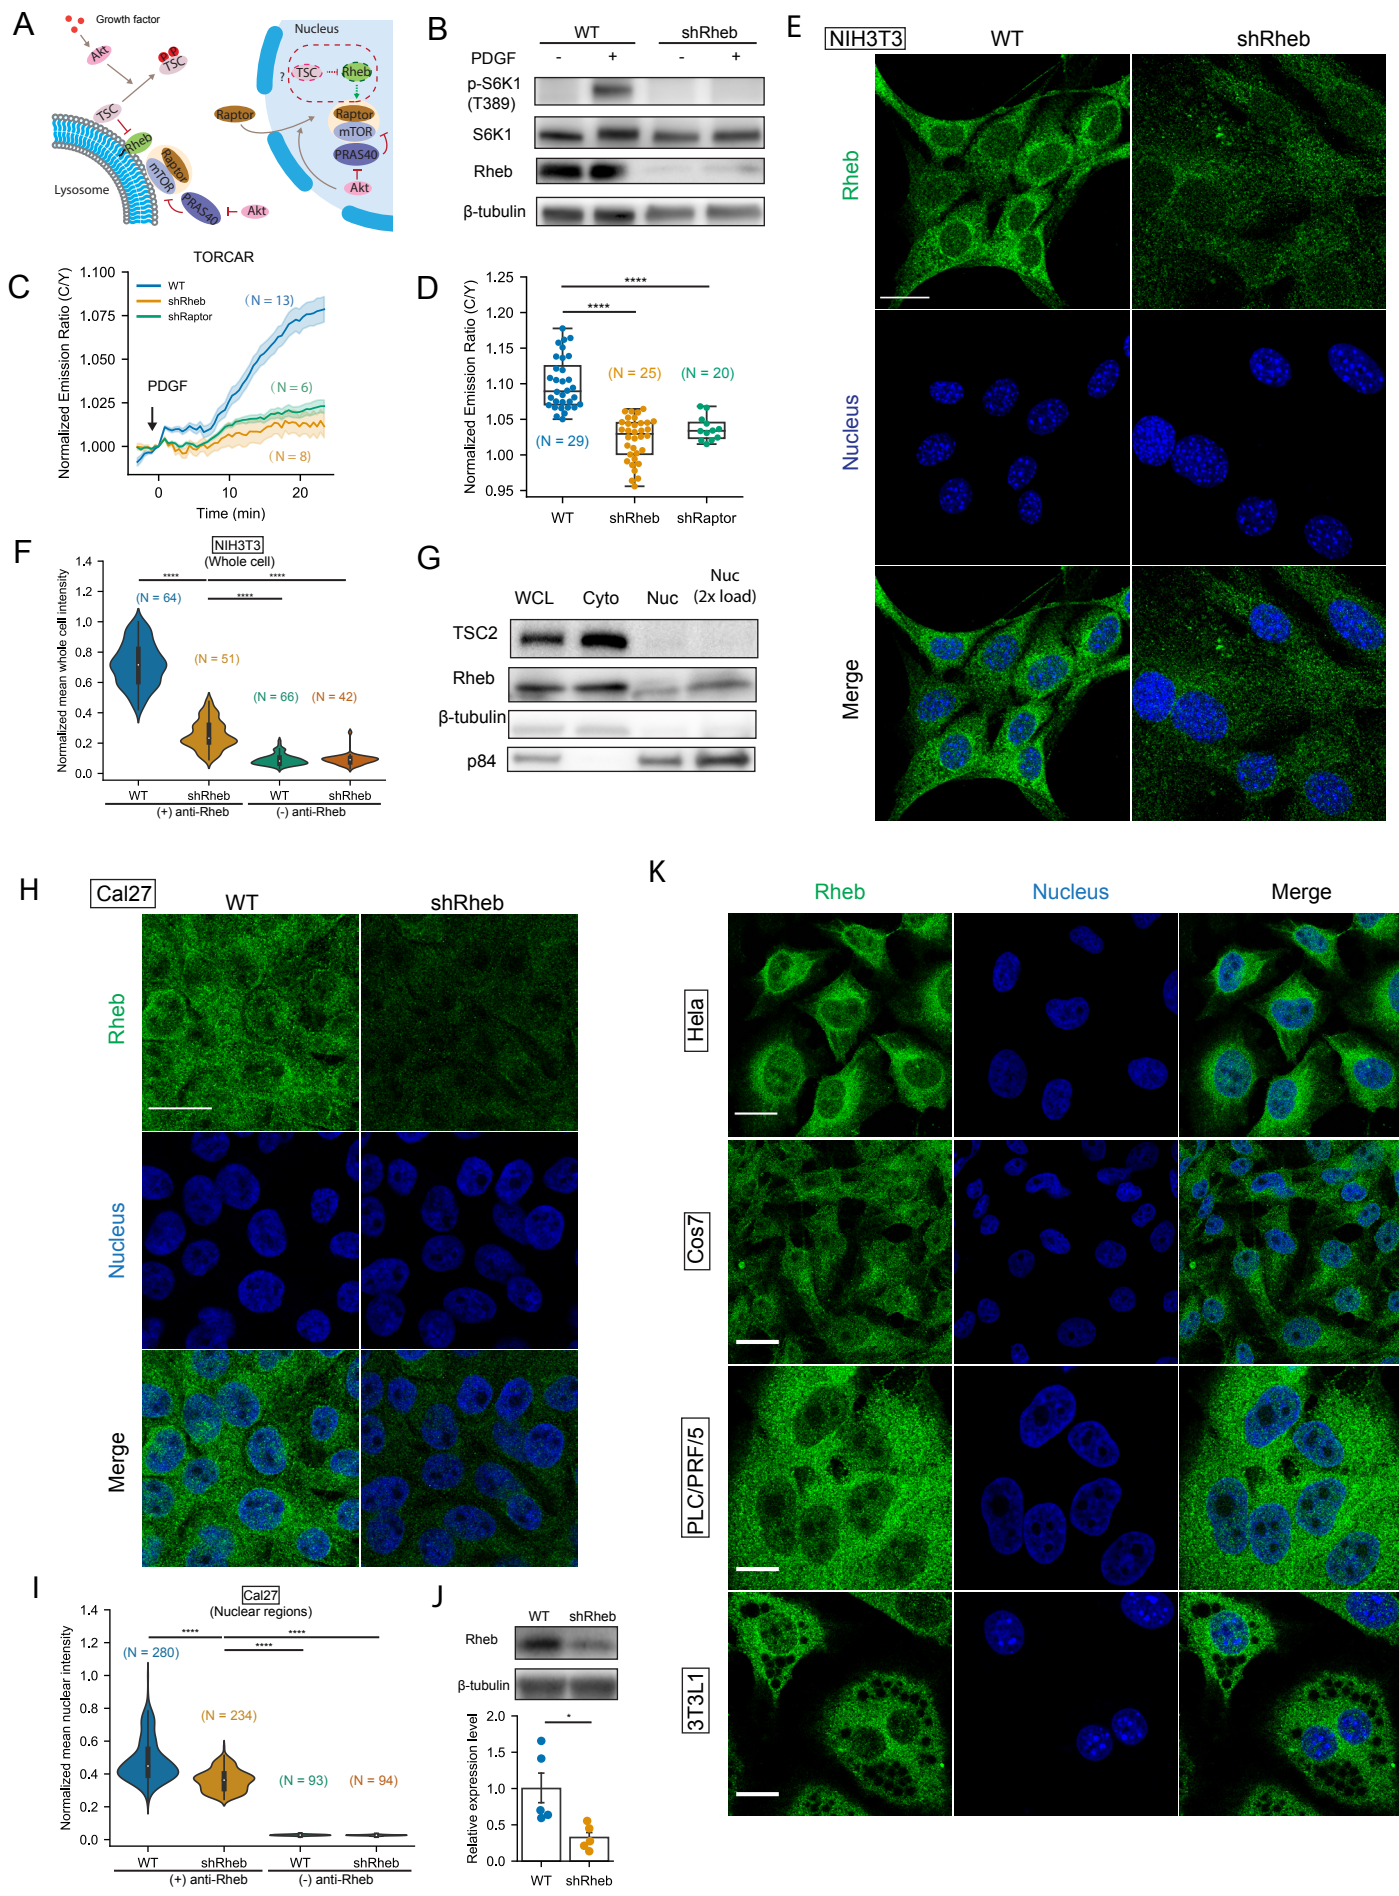 A
Growth factor
Akt
P P
TSC
TSC
Rheb
Raptor
mTOR
Lysosome
PRAS40
Akt
Nucleus
?
TSC
Rheb
Raptor
Raptor
mTOR
PRAS40
Akt
B
WT shRheb
PDGF - + - +
p-S6K1
(T389)
S6K1
Rheb
β-tubulin
C
TORCAR
Normalized Emission Ratio (C/Y)
1.100
1.075
1.050
1.025
1.000
WT
shRheb
shRaptor
(N = 13)
PDGF
(N = 6)
(N = 8)
0 10 20
Time (min)
D
Normalized Emission Ratio (C/Y)
1.25
1.20
1.15
1.10
1.05
1.00
0.95
****
****
(N = 25) (N = 20)
(N = 29)
WT shRheb shRaptor
E
NIH3T3 WT shRheb
Rheb
Nucleus
Merge
F
NIH3T3
(Whole cell)
Normalized mean whole cell intensity
1.4
1.2
1.0
0.8
0.6
0.4
0.2
0.0
**** ****
****
(N = 64)
(N = 51)
(N = 66) (N = 42)
WT shRheb WT shRheb
(+) anti-Rheb (-) anti-Rheb
G
WCL Cyto Nuc Nuc
(2x load)
TSC2
Rheb
β-tubulin
p84
H
Cal27
WT shRheb
Rheb
Nucleus
Merge
I
Cal27
(Nuclear regions)
Normalized mean nuclear intensity
1.4
1.2
1.0
0.8
0.6
0.4
0.2
0.0
**** ****
****
(N = 280)
(N = 234)
(N = 93) (N = 94)
WT shRheb WT shRheb
(+) anti-Rheb (-) anti-Rheb
J
WT shRheb
Rheb
β-tubulin
Relative expression level
2.0
1.5
1.0
0.5
0.0
*
WT shRheb
K
Rheb Nucleus Merge
Hela
Cos7
PLC/PRF/5
3T3L1